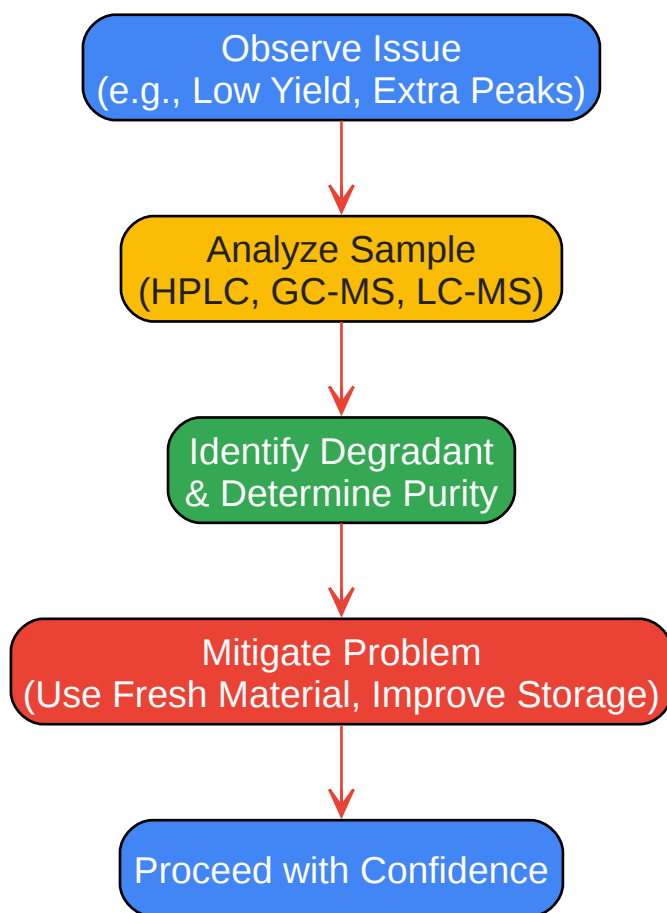 Observe Issue
(e.g., Low Yield, Extra Peaks)
Analyze Sample
(HPLC, GC-MS, LC-MS)
Identify Degradant
& Determine Purity
Mitigate Problem
(Use Fresh Material, Improve Storage)
Proceed with Confidence